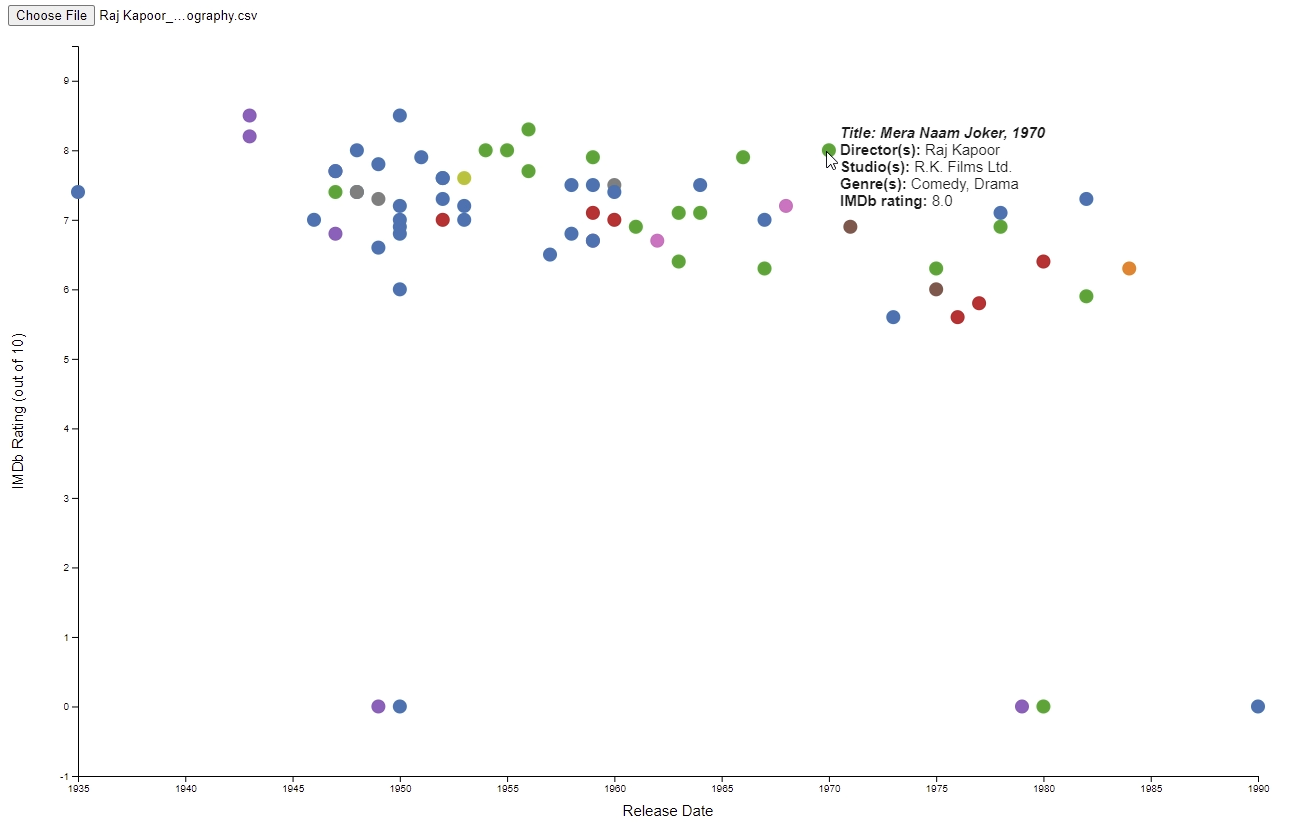 Choose File Raj Kapoor_...ography.csv
9
8
7
6
5
4
3
2
1
0
-1
IMDb Rating (out of 10)
Title: Mera Naam Joker, 1970
Director(s): Raj Kapoor
Studio(s): R.K. Films Ltd.
Genre(s): Comedy, Drama
IMDb rating: 8.0
1935 1940 1945 1950 1955 1960 1965 1970 1975 1980 1985 1990
Release Date